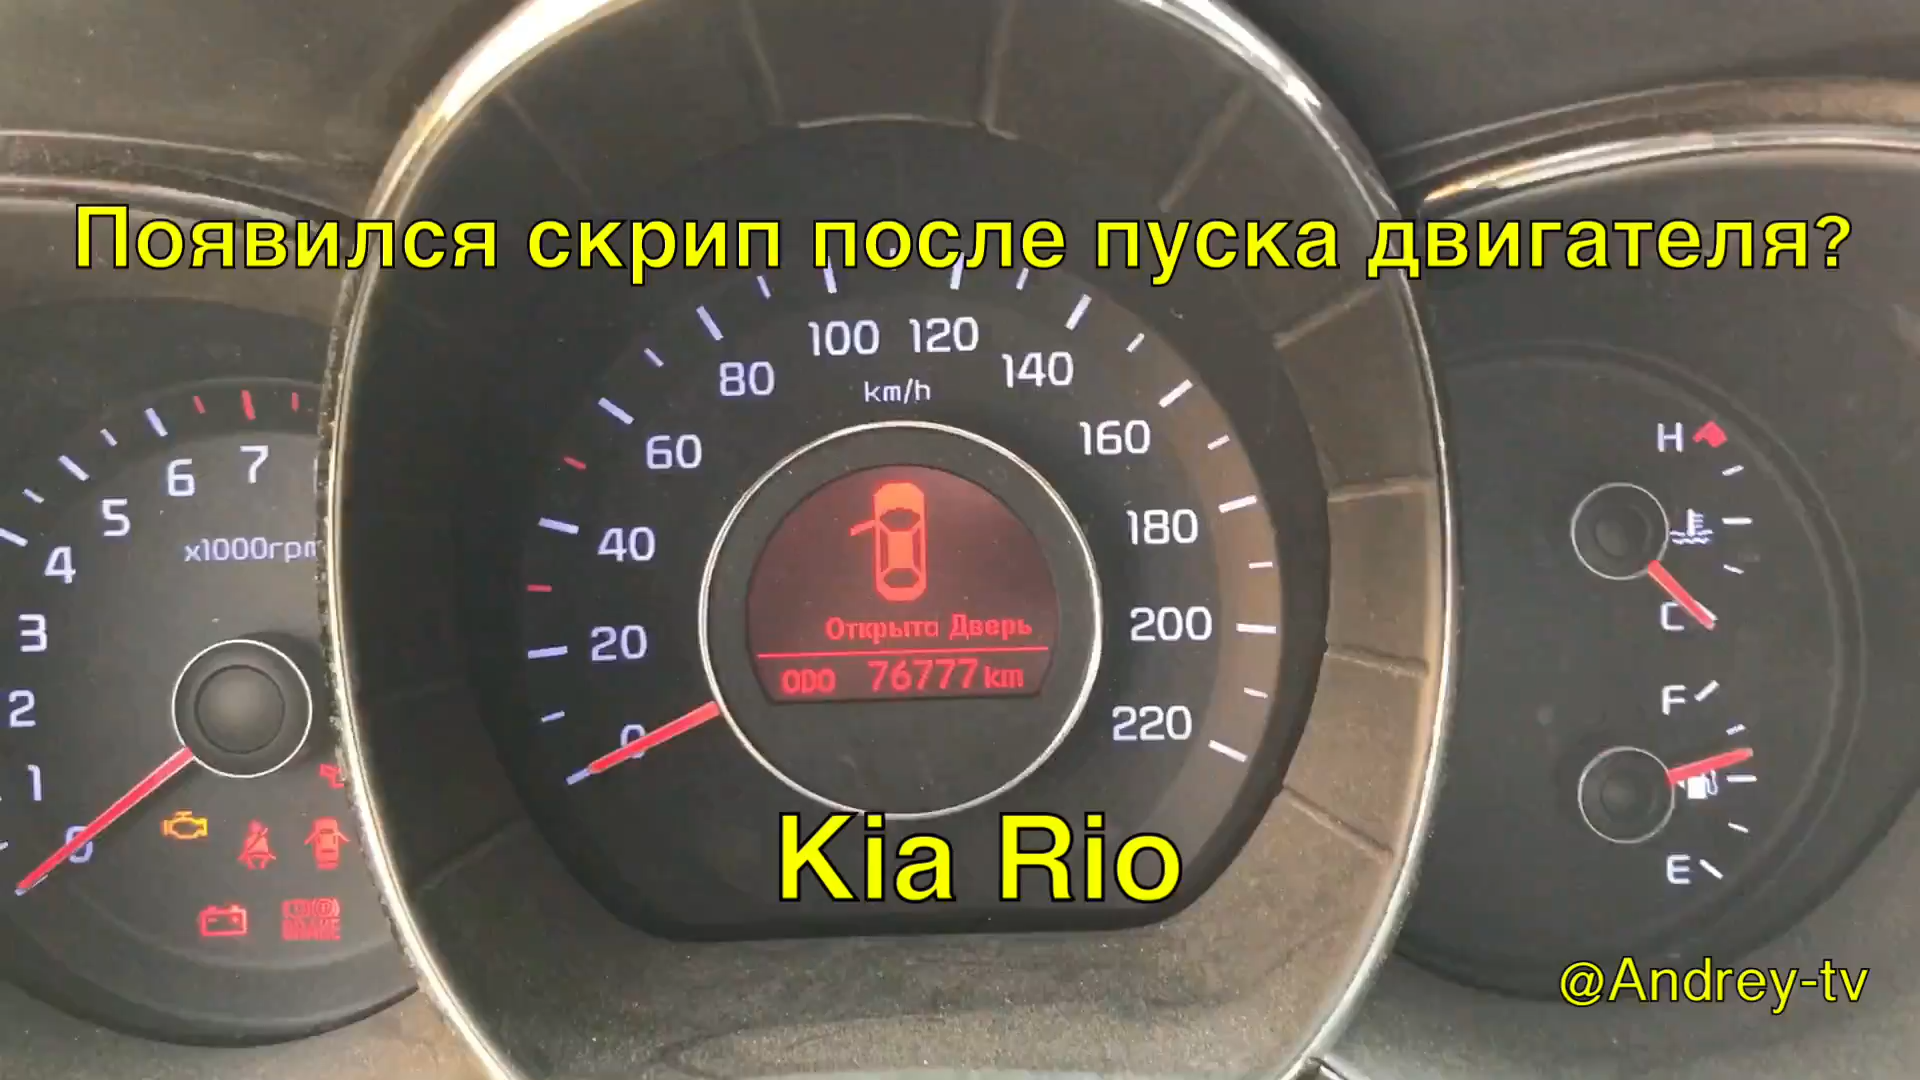 Появился скрип после пуска двигателя?
100 120
80 140
km/h
60 160
7
6
5
x1000rpm
4
40 180
3
20 200
2
0 220
1
0
Открыта Дверь
ODO 76777 km
H
C
F
E
Kia Rio
@Andrey-tv